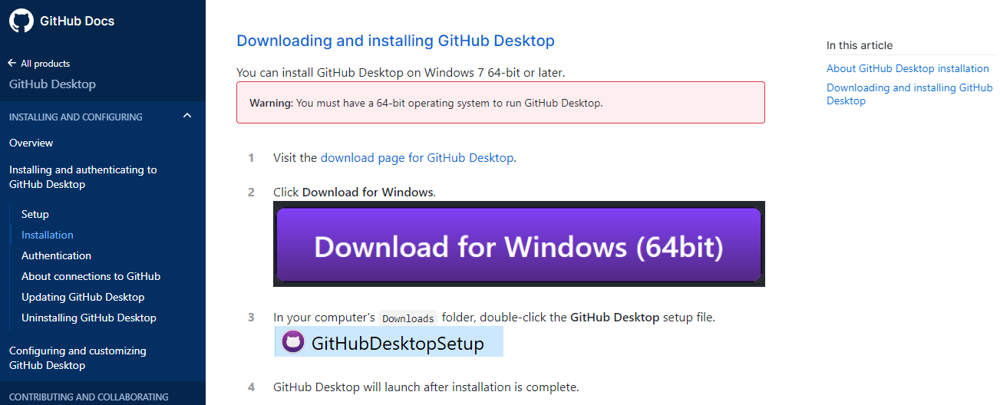 GitHub Docs
All products
GitHub Desktop
INSTALLING AND CONFIGURING
Overview
Installing and authenticating to
GitHub Desktop
Setup
Installation
Authentication
About connections to GitHub
Updating GitHub Desktop
Uninstalling GitHub Desktop
Configuring and customizing
GitHub Desktop
CONTRIBUTING AND COLLABORATING
Downloading and installing GitHub Desktop
You can install GitHub Desktop on Windows 7 64-bit or later.
Warning: You must have a 64-bit operating system to run GitHub Desktop.
1 Visit the download page for GitHub Desktop.
2 Click Download for Windows.
Download for Windows (64bit)
3 In your computer's Downloads folder, double-click the GitHub Desktop setup file.
GitHubDesktopSetup
4 GitHub Desktop will launch after installation is complete.
In this article
About GitHub Desktop installation
Downloading and installing GitHub
Desktop